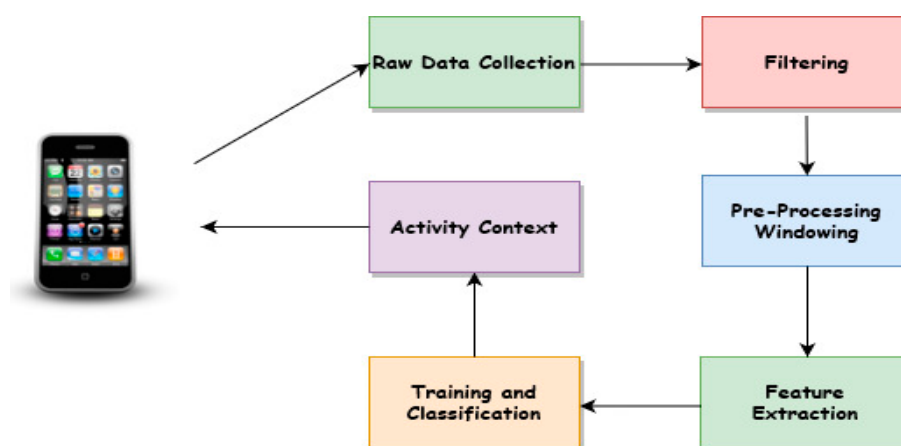 Raw Data Collection
Filtering
Pre-Processing
Windowing
Feature
Extraction
Training and
Classification
Activity Context